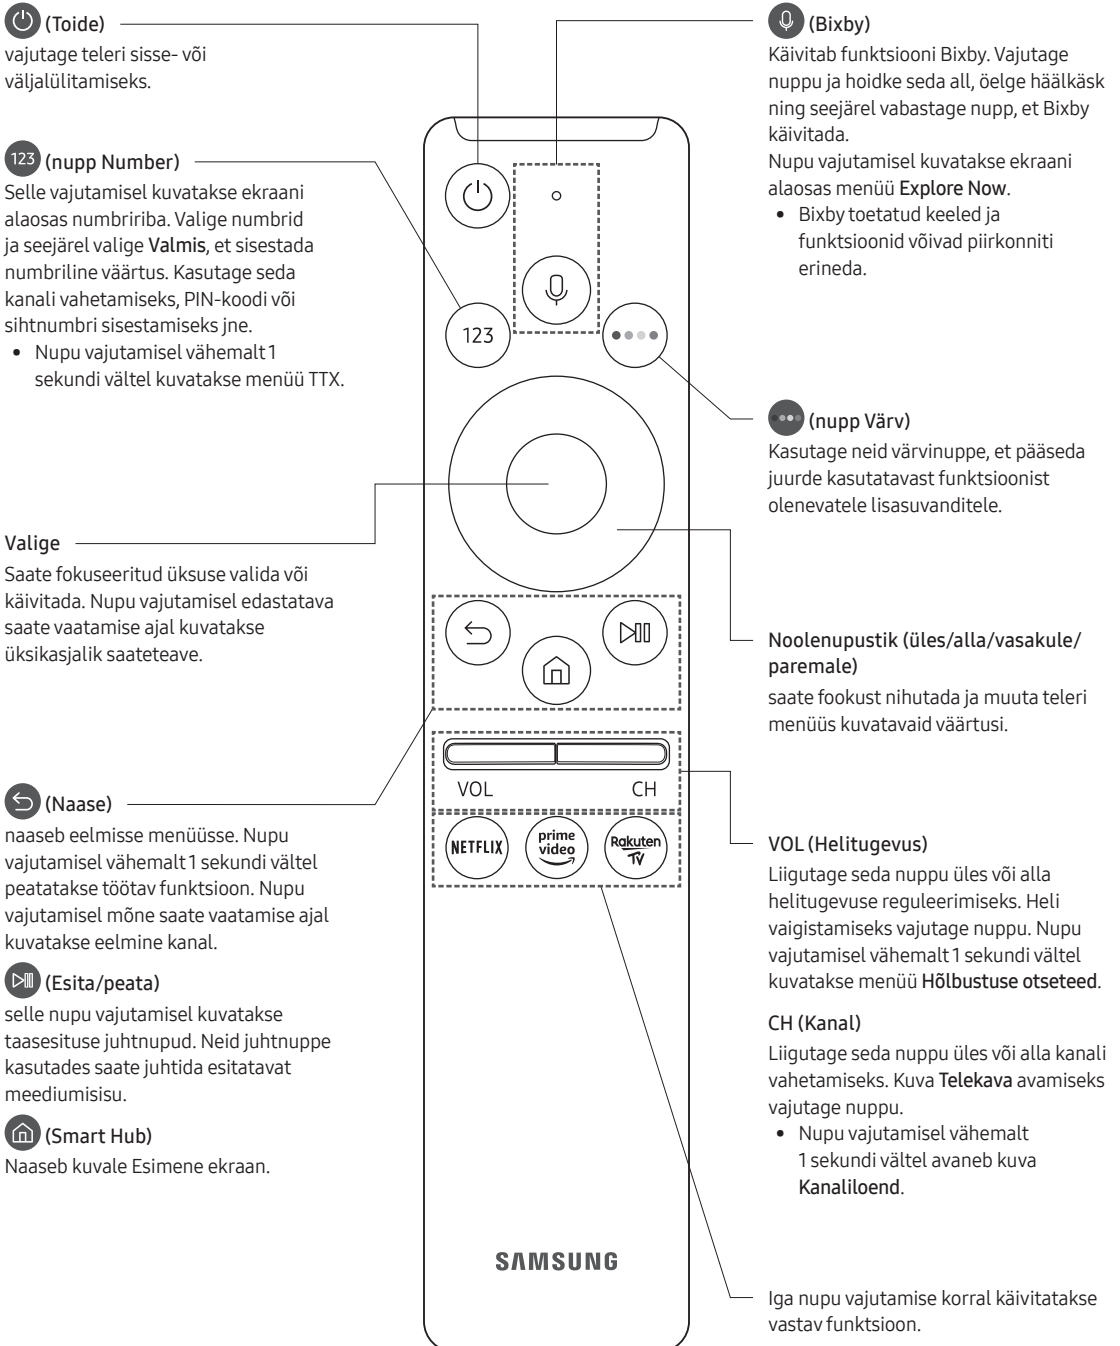 (Toide)
vajutage teleri sisse- või
väljalülitamiseks.
123 (nupp Number)
Selle vajutamisel kuvatakse ekraani
alaosas numbririba. Valige numbrid
ja seejärel valige Valmis, et sisestada
numbriline väärtus. Kasutage seda
kanali vahetamiseks, PIN-koodi või
sihtnumbri sisestamiseks jne.
• Nupu vajutamisel vähemalt 1
sekundi vältel kuvatakse menüü TTX.
Valige
Saate fokuseeritud üksuse valida või
käivitada. Nupu vajutamisel edastatava
saate vaatamise ajal kuvatakse
üksikasjalik saateteave.
(Naase)
naaseb eelmisse menüüsse. Nupu
vajutamisel vähemalt 1 sekundi vältel
peatatakse töötav funktsioon. Nupu
vajutamisel mõne saate vaatamise ajal
kuvatakse eelmine kanal.
(Esita/peata)
selle nupu vajutamisel kuvatakse
taasesituse juhtnupud. Neid juhtnuppe
kasutades saate juhtida esitatavat
meediumisisu.
(Smart Hub)
Naaseb kuvale Esimene ekraan.
123
VOL CH
NETFLIX
prime
video
Rakuten
TV
SAMSUNG
(Bixby)
Käivitab funktsiooni Bixby. Vajutage
nuppu ja hoidke seda all, öelge häälkäsk
ning seejärel vabastage nupp, et Bixby
käivitada.
Nupu vajutamisel kuvatakse ekraani
alaosas menüü Explore Now.
• Bixby toetatud keeled ja
funktsioonid võivad piirkonniti
erineda.
(nupp Värv)
Kasutage neid värvinuppe, et pääseda
juurde kasutatavast funktsioonist
olenevatele lisasuvanditele.
Noolenupustik (üles/alla/vasakule/
paremale)
saate fookust nihutada ja muuta teleri
menüüs kuvatavaid väärtusi.
VOL (Helitugevus)
Liigutage seda nuppu üles või alla
helitugevuse reguleerimiseks. Heli
vaigistamiseks vajutage nuppu. Nupu
vajutamisel vähemalt 1 sekundi vältel
kuvatakse menüü Hõlbustuse otseteed.
CH (Kanal)
Liigutage seda nuppu üles või alla kanali
vahetamiseks. Kuva Telekava avamiseks
vajutage nuppu.
• Nupu vajutamisel vähemalt
1 sekundi vältel avaneb kuva
Kanaliloend.
Iga nupu vajutamise korral käivitatakse
vastav funktsioon.